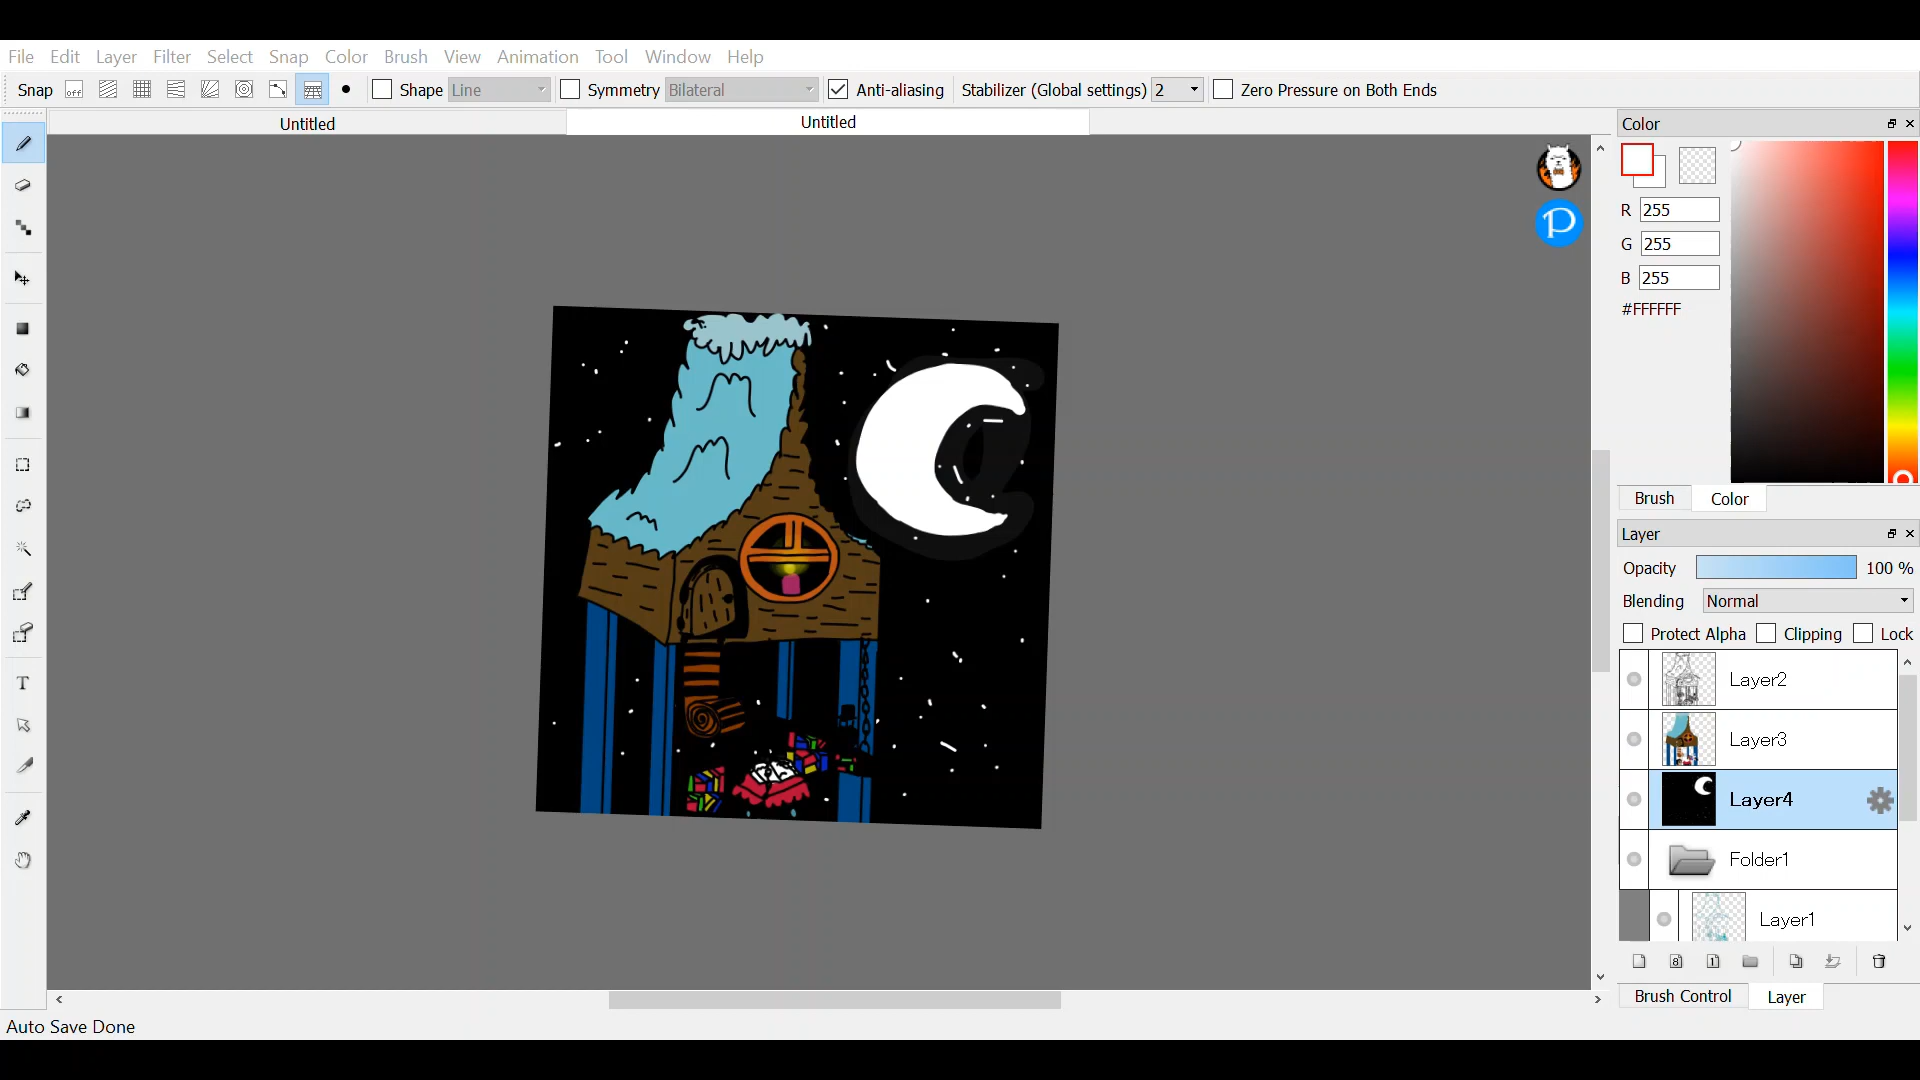 File Edit Layer Filter Select Snap Color Brush View Animation Tool Window Help
Snap off Shape Line Symmetry Bilateral Anti-aliasing Stabilizer (Global settings) 2 Zero Pressure on Both Ends
Untitled Untitled
Color
P
R 255
G 255
B 255
#FFFFFF
Brush Color
Layer
Opacity 100 %
Blending Normal
Protect Alpha Clipping Lock
Layer2
Layer3
Layer4
Folder1
Layer1
8 1
T
Brush Control Layer
Auto Save Done